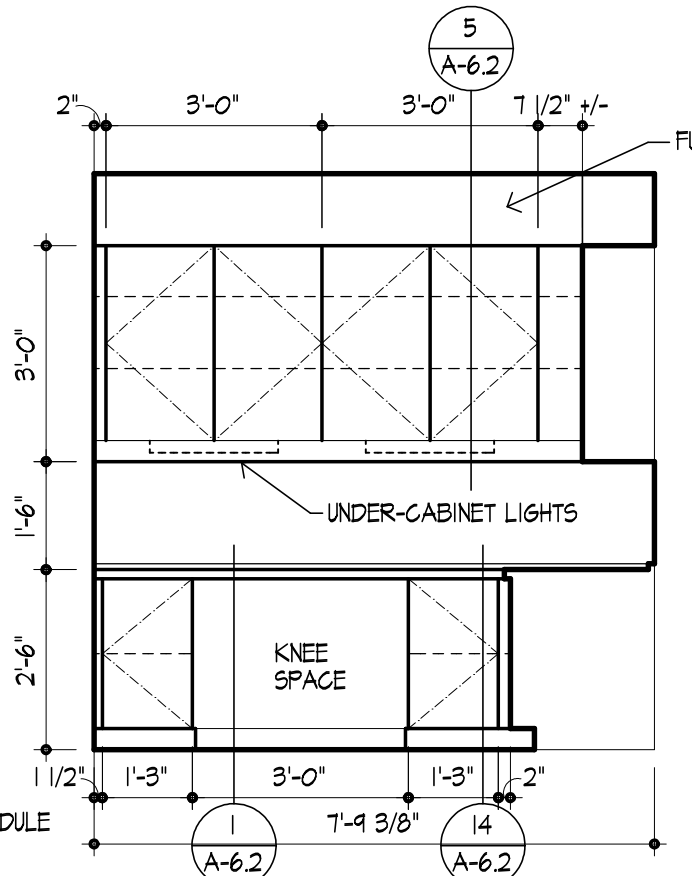 5
A-6.2
2" 3'-0" 3'-0" 7 1/2" +/-
3'-0"
1'-6"
UNDER-CABINET LIGHTS
2'-6"
KNEE
SPACE
1 1/2" 1'-3" 3'-0" 1'-3" 2"
7'-9 3/8"
1
A-6.2
14
A-6.2